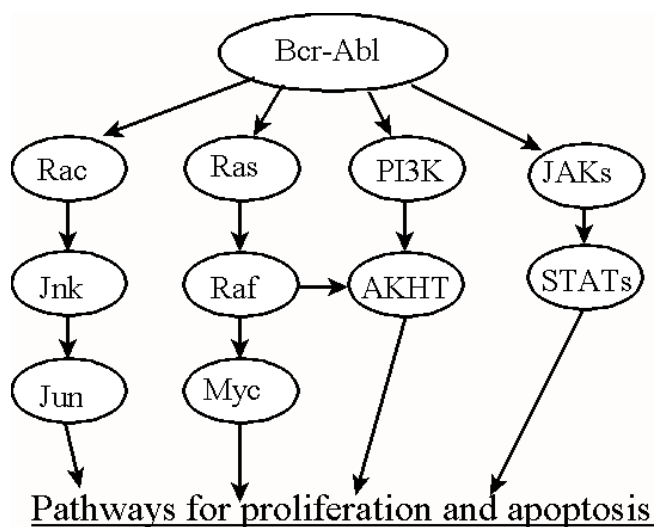 Bcr-Abl
Rac
Ras
PI3K
JAKs
Jnk
Raf
AKHT
STATs
Jun
Myc
Pathways for proliferation and apoptosis